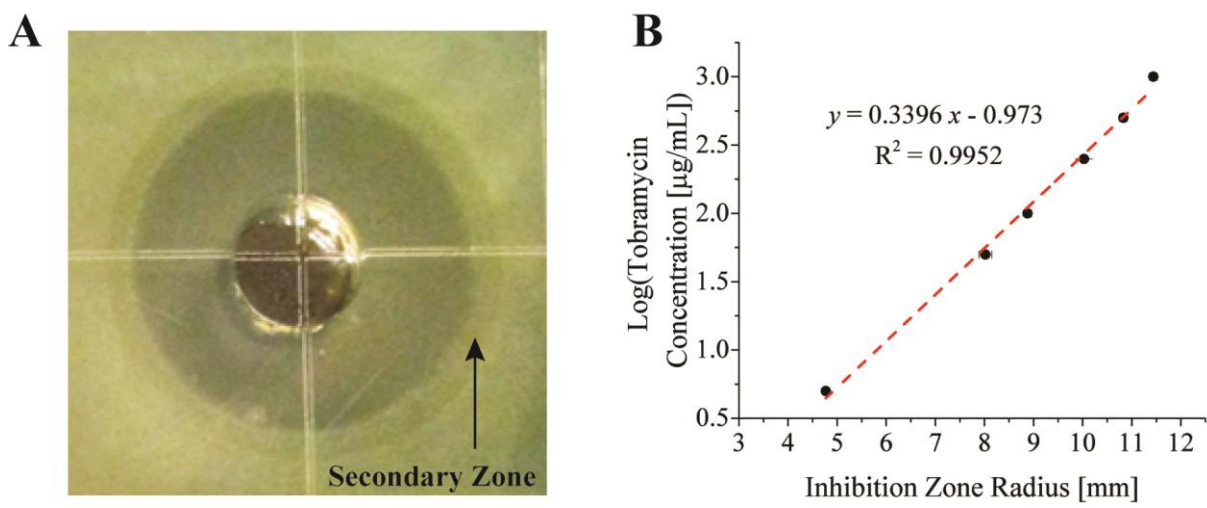 A
Secondary Zone
B
Log(Tobramycin
Concentration [µg/mL])
3.0
2.5
2.0
1.5
1.0
0.5
y = 0.3396 x - 0.973
R² = 0.9952
3 4 5 6 7 8 9 10 11 12
Inhibition Zone Radius [mm]